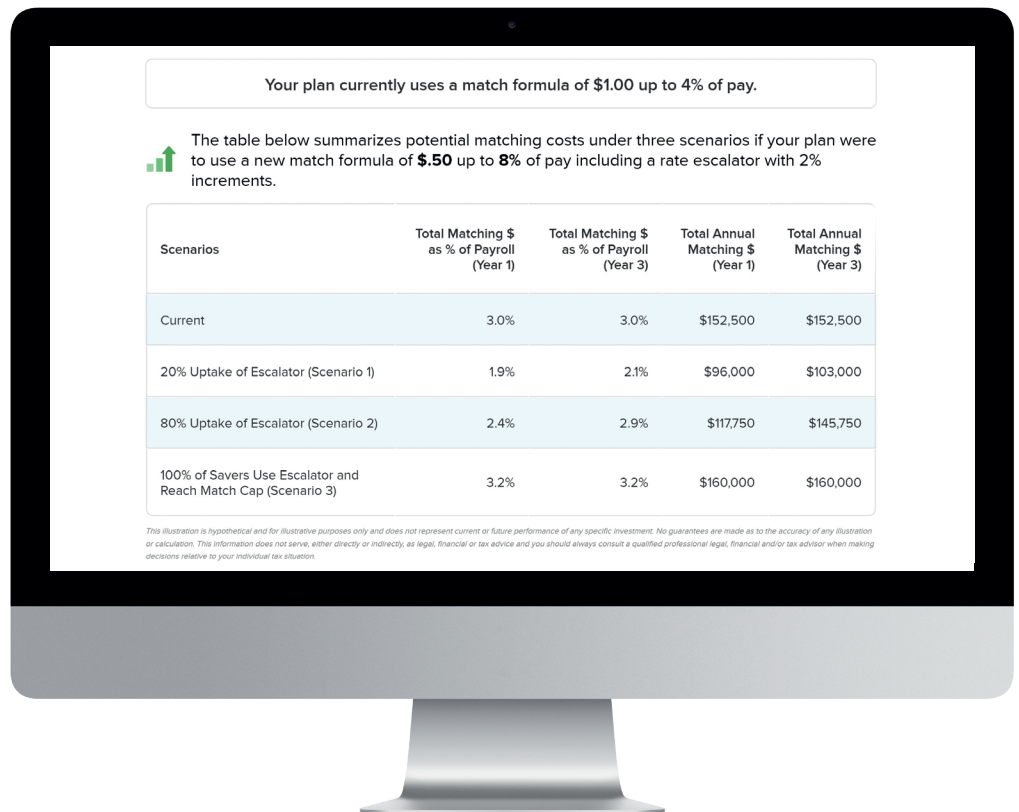 Your plan currently uses a match formula of $1.00 up to 4% of pay.
The table below summarizes potential matching costs under three scenarios if your plan were
to use a new match formula of $.50 up to 8% of pay including a rate escalator with 2%
increments.
Scenarios
Total Matching $
as % of Payroll
(Year 1)
Total Matching $
as % of Payroll
(Year 3)
Total Annual
Matching $
(Year 1)
Total Annual
Matching $
(Year 3)
Current 3.0% 3.0% $152,500 $152,500
20% Uptake of Escalator (Scenario 1) 1.9% 2.1% $96,000 $103,000
80% Uptake of Escalator (Scenario 2) 2.4% 2.9% $117,750 $145,750
100% of Savers Use Escalator and
Reach Match Cap (Scenario 3) 3.2% 3.2% $160,000 $160,000
This illustration is hypothetical and for illustrative purposes only and does not represent current or future performance of any specific investment. No guarantees are made as to the accuracy of any illustration
or calculation. This information does not serve, either directly or indirectly, as legal, financial or tax advice and you should always consult a qualified professional legal, financial and/or tax advisor when making
decisions relative to your individual tax situation.